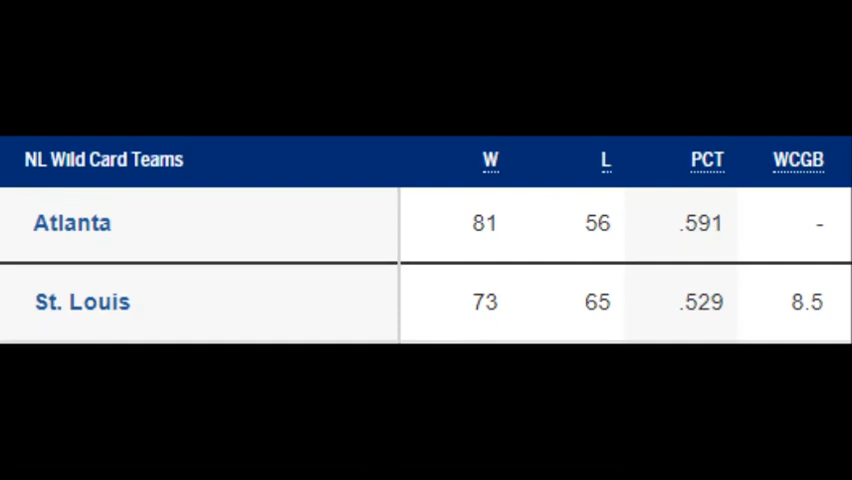 NL Wild Card Teams W L PCT WCGB
Atlanta 81 56 .591 -
St. Louis 73 65 .529 8.5